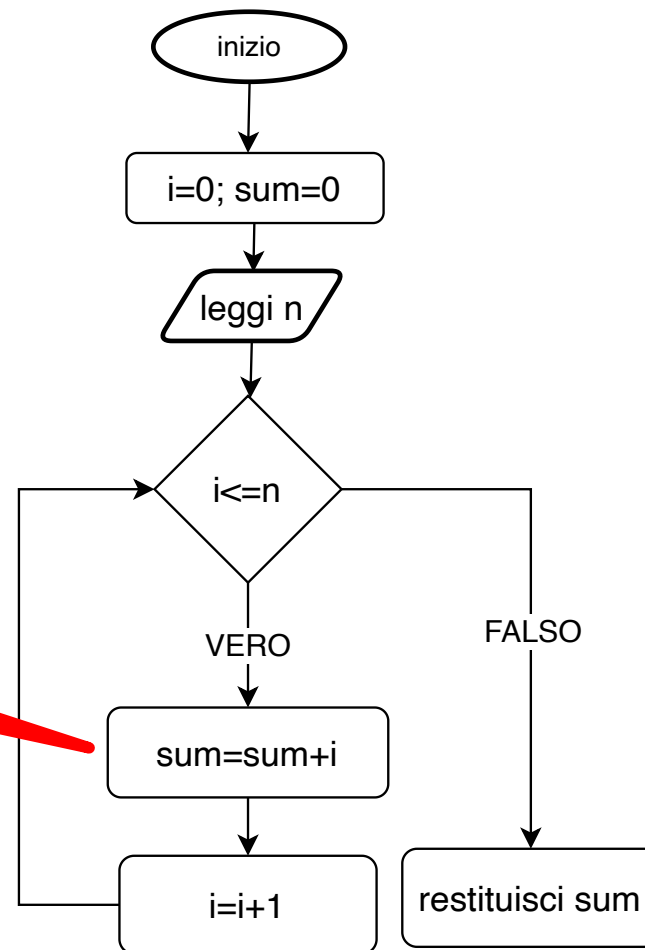 inizio
i=0; sum=0
leggi n
i<=n
VERO
FALSO
sum=sum+i
i=i+1
restituisci sum